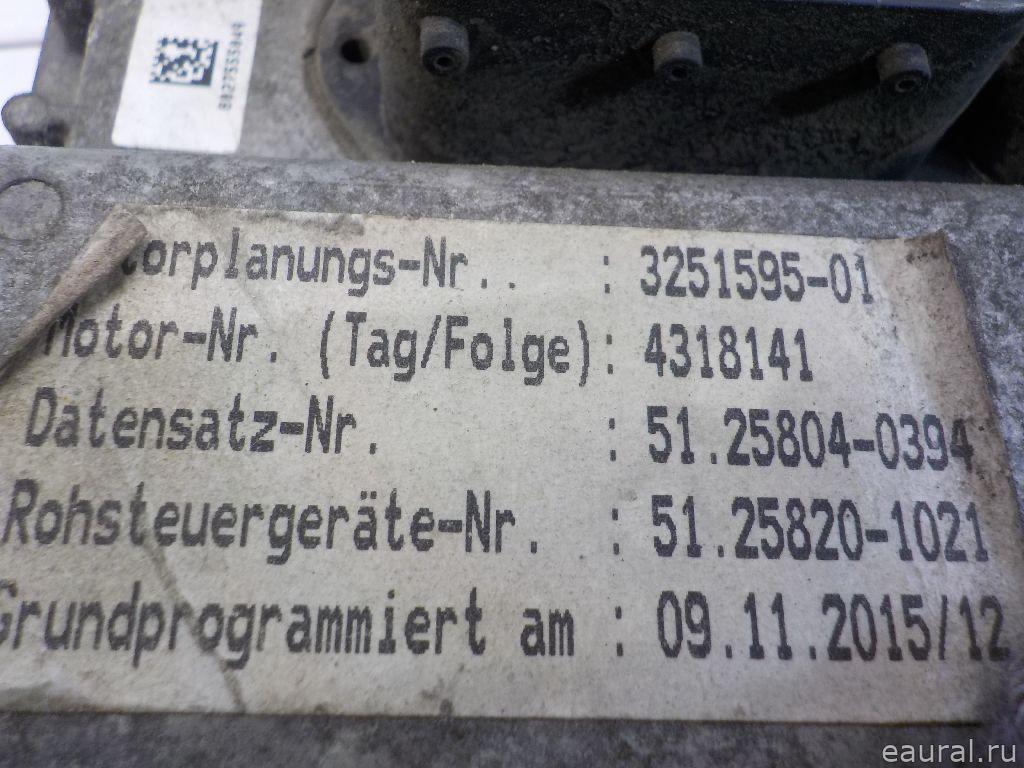 torplanungs-Nr.. : 3251595-01
Motor-Nr. (Tag/Folge): 4318141
Datensatz-Nr. : 51.25804-0394
Rohsteuergeräte-Nr. : 51.25820-1021
Grundprogrammiert am : 09.11.2015/12
eaural.ru